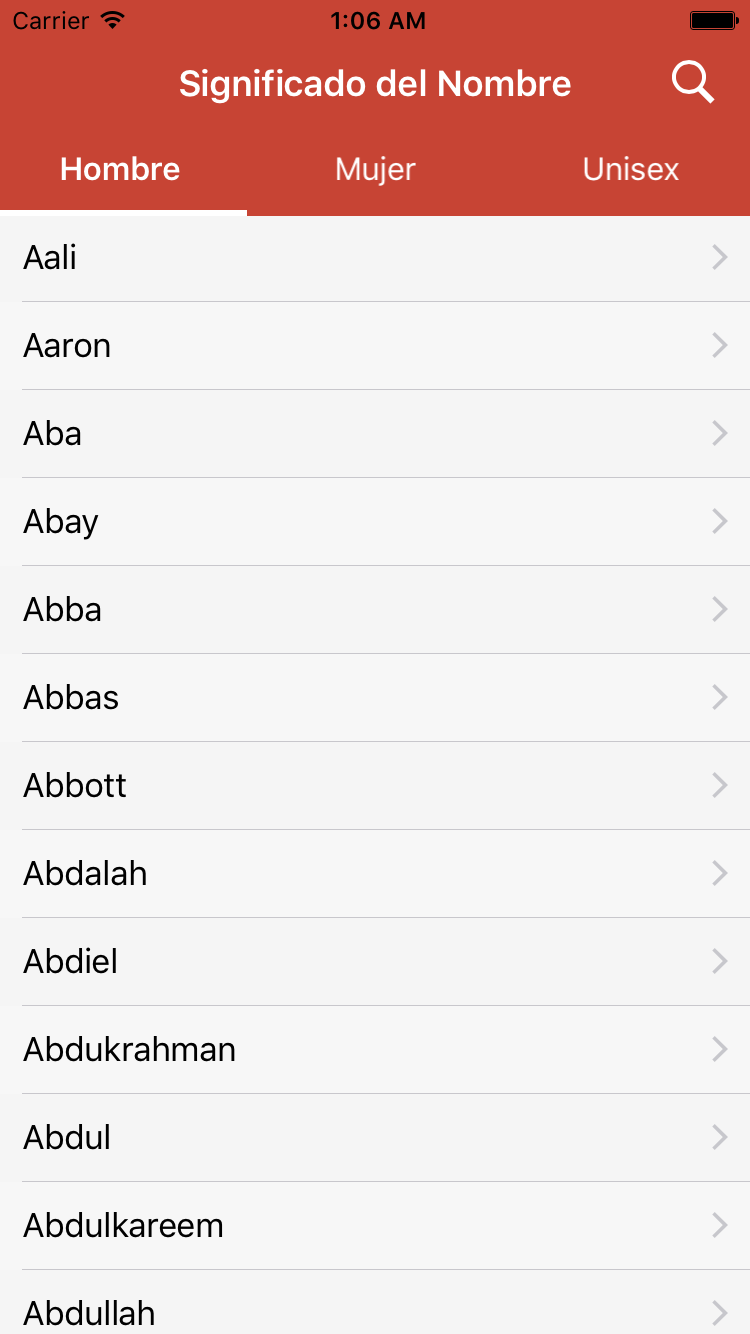 Carrier 1:06 AM
Significado del Nombre
Hombre Mujer Unisex
Aali
Aaron
Aba
Abay
Abba
Abbas
Abbott
Abdalah
Abdiel
Abdukrahman
Abdul
Abdulkareem
Abdullah